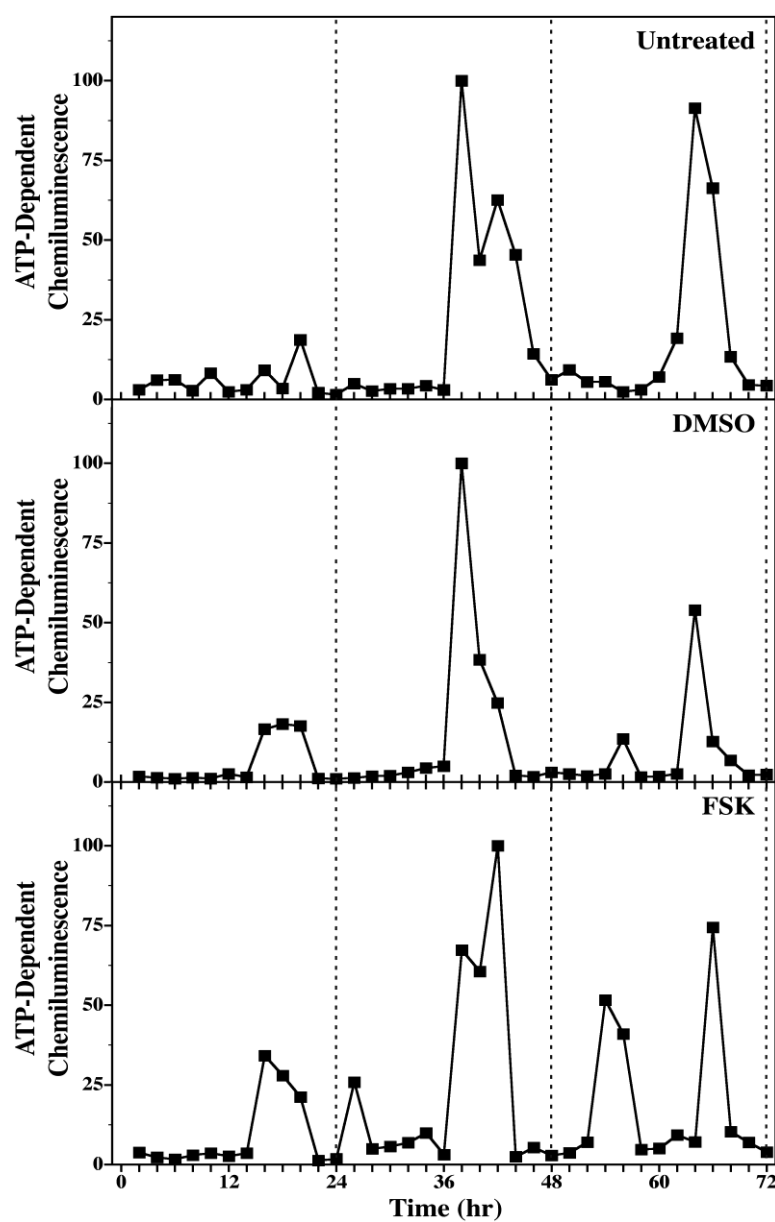 Untreated
ATP-Dependent
Chemiluminescence
100
75
50
25
0
DMSO
ATP-Dependent
Chemiluminescence
100
75
50
25
0
FSK
ATP-Dependent
Chemiluminescence
100
75
50
25
0
0 12 24 36 48 60 72
Time (hr)